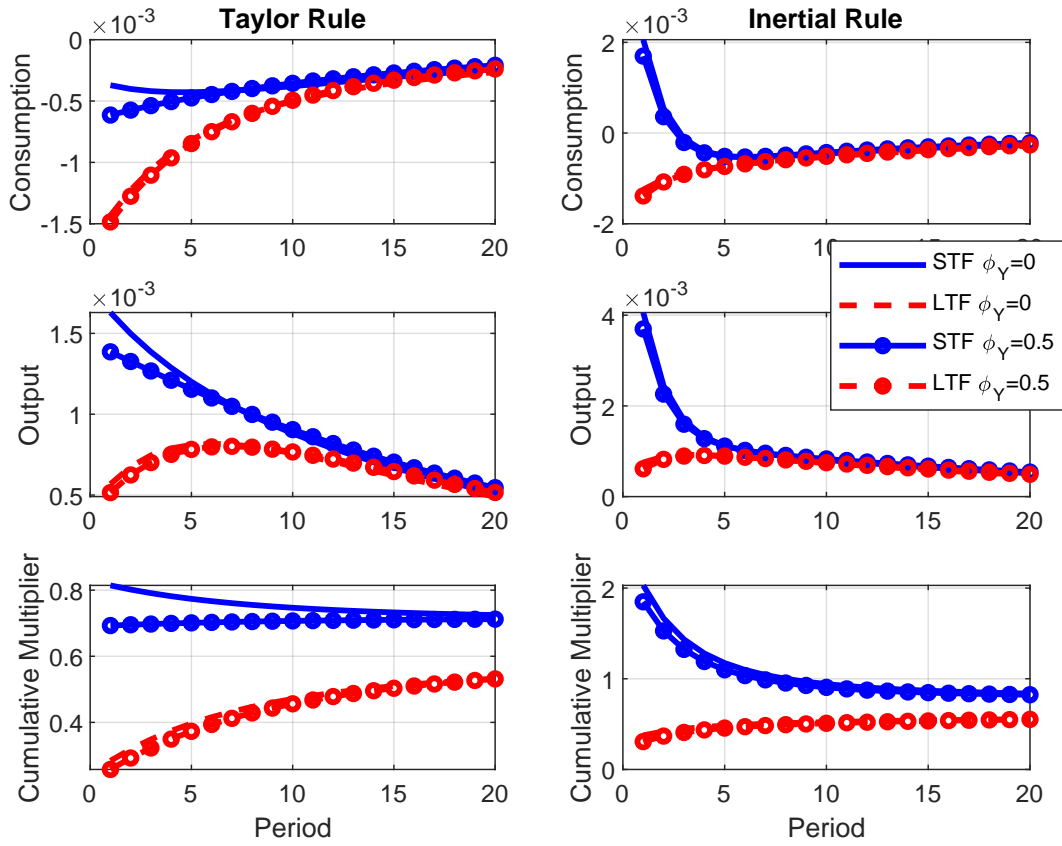 Taylor Rule
×10⁻³
Consumption
0
-0.5
-1
-1.5
0 5 10 15 20
Inertial Rule
×10⁻³
Consumption
2
0
-2
0 5 10 15 20
STF ϕ_Y=0
LTF ϕ_Y=0
STF ϕ_Y=0.5
LTF ϕ_Y=0.5
×10⁻³
Output
1.5
1
0.5
0 5 10 15 20
×10⁻³
Output
4
2
0
0 5 10 15 20
Cumulative Multiplier
0.8
0.6
0.4
0 5 10 15 20
Period
Cumulative Multiplier
2
1
0
0 5 10 15 20
Period